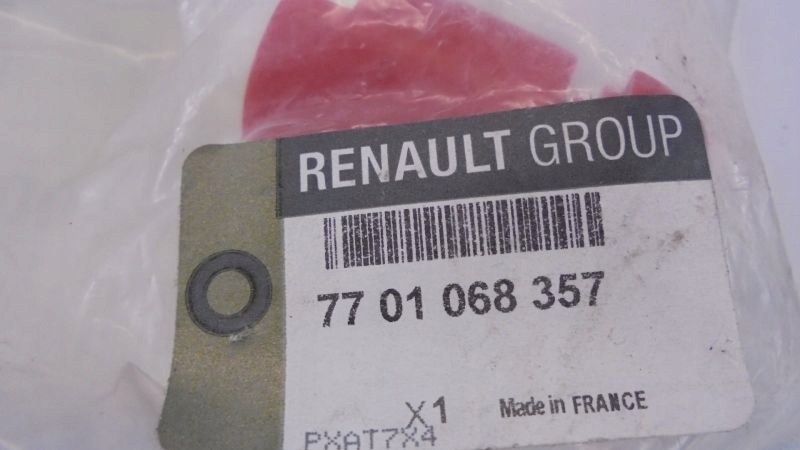 RENAULT GROUP
77 01 068 357
X1 Made in FRANCE
PXAT7X4